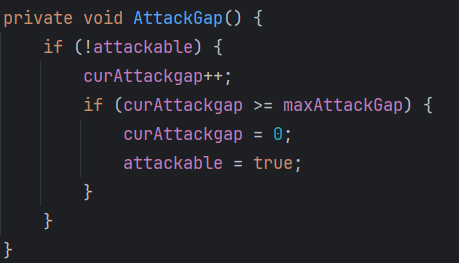 private void AttackGap() {
    if (!attackable) {
        curAttackgap++;
        if (curAttackgap >= maxAttackGap) {
            curAttackgap = 0;
            attackable = true;
        }
    }
}